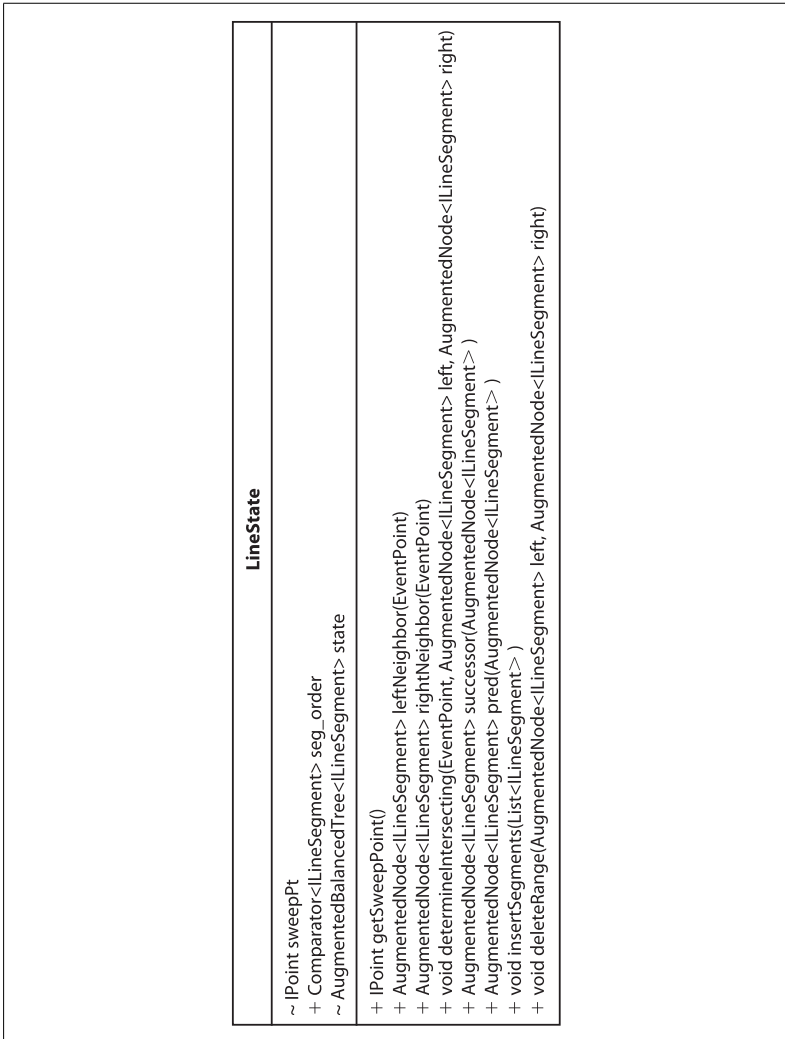 LineState
~ IPoint sweepPt
+ Comparator<ILineSegment> seg_order
~ AugmentedBalancedTree<ILineSegment> state
+ IPoint getSweepPoint()
+ AugmentedNode<ILineSegment> leftNeighbor(EventPoint)
+ AugmentedNode<ILineSegment> rightNeighbor(EventPoint)
+ void determineIntersecting(EventPoint, AugmentedNode<ILineSegment> left, AugmentedNode<ILineSegment> right)
+ AugmentedNode<ILineSegment> successor(AugmentedNode<ILineSegment> )
+ AugmentedNode<ILineSegment> pred(AugmentedNode<ILineSegment> )
+ void insertSegments(List<ILineSegment> )
+ void deleteRange(AugmentedNode<ILineSegment> left, AugmentedNode<ILineSegment> right)